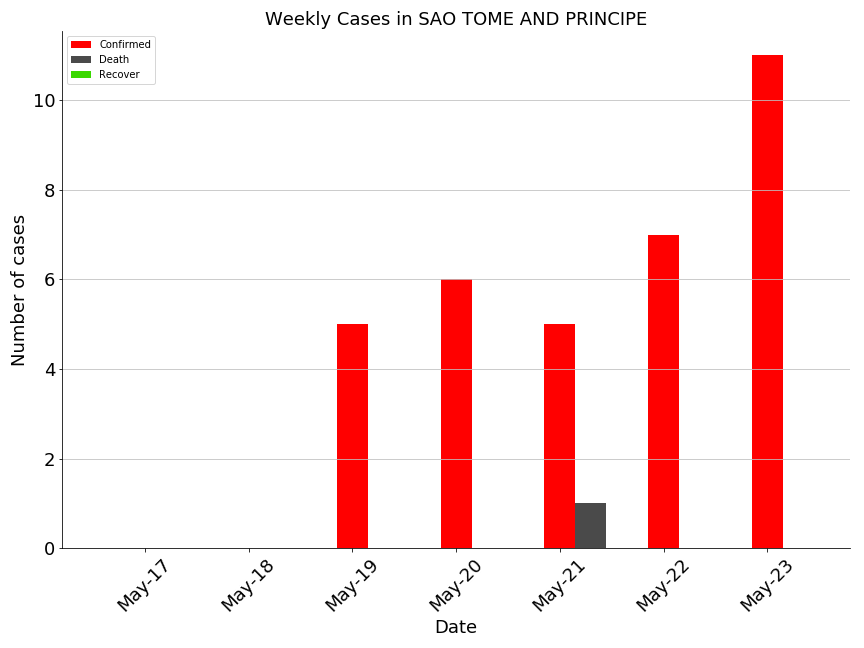 Weekly Cases in SAO TOME AND PRINCIPE
Confirmed
Death
Recover
Number of cases
10
8
6
4
2
0
May-17
May-18
May-19
May-20
May-21
May-22
May-23
Date